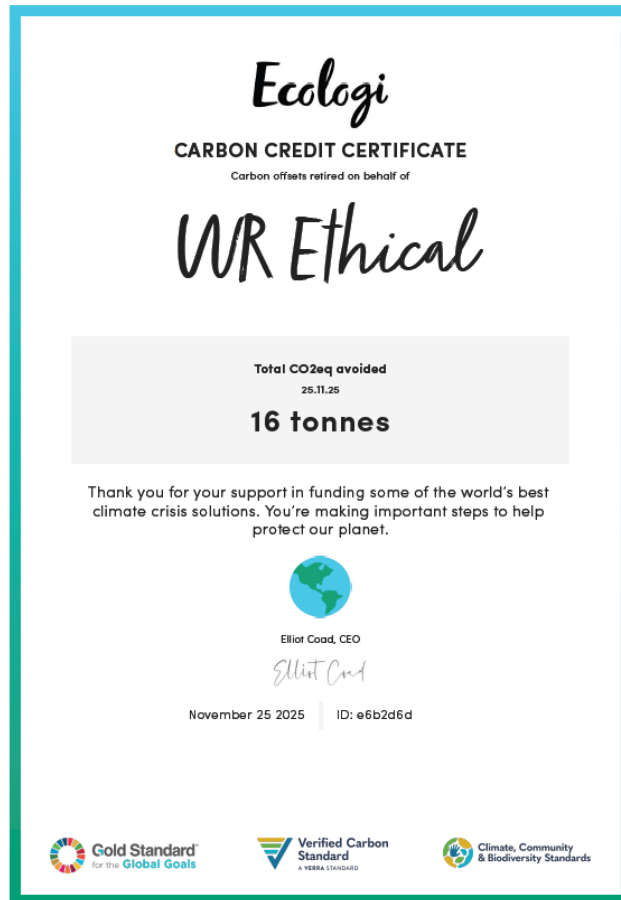 Ecologi
CARBON CREDIT CERTIFICATE
Carbon offsets retired on behalf of
WR Ethical
Total CO2eq avoided
25.11.25
16 tonnes
Thank you for your support in funding some of the world's best
climate crisis solutions. You're making important steps to help
protect our planet.
Elliot Coad, CEO
Elliot Coad
November 25 2025 ID: e6b2d6d
Gold Standard
for the Global Goals
Verified Carbon
Standard
A VERRA STANDARD
Climate, Community
& Biodiversity Standards